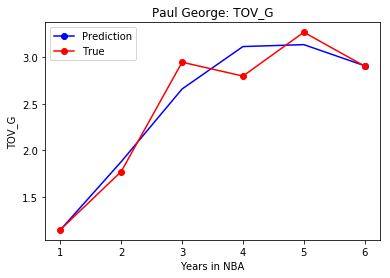 Paul George: TOV_G
Prediction
True
TOV_G
3.0
2.5
2.0
1.5
1 2 3 4 5 6
Years in NBA